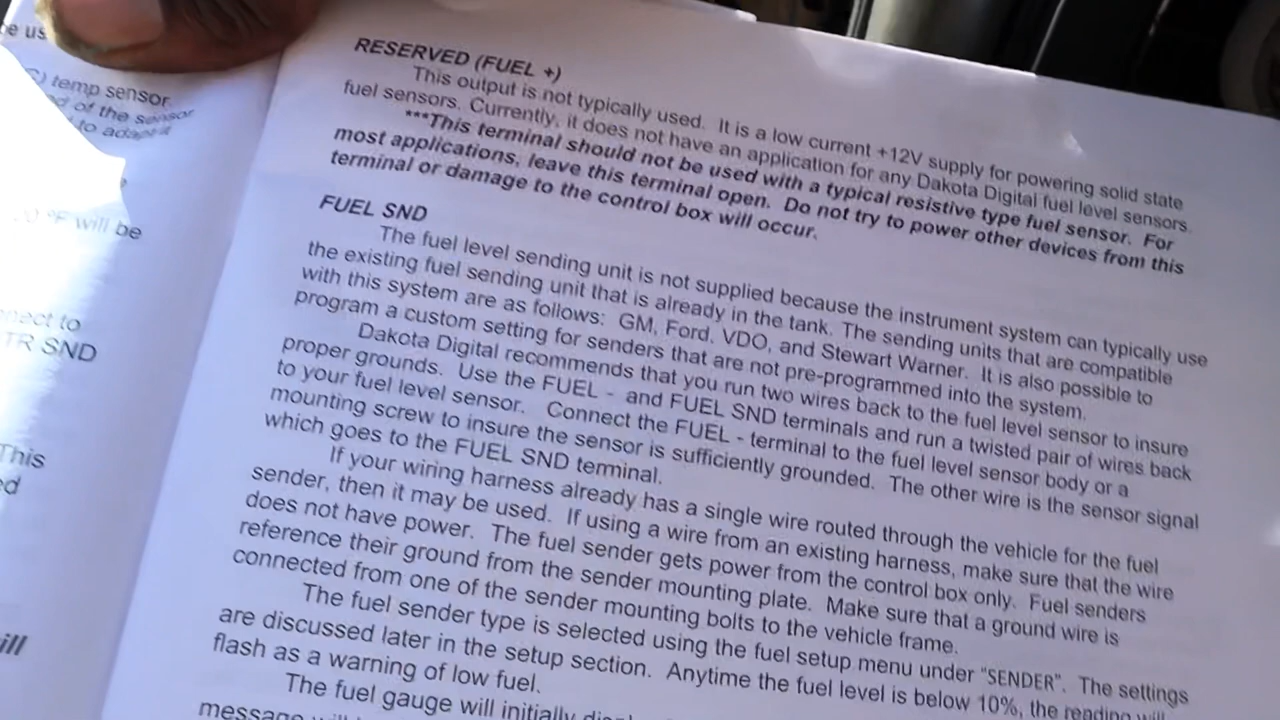 e us
C) temp sensor.
ed of the sensor
to adapt it
20 °F will be
nnect to
TR SND
This
ed
ill
RESERVED (FUEL +)
This output is not typically used. It is a low current +12V supply for powering solid state
fuel sensors. Currently, it does not have an application for any Dakota Digital fuel level sensors.
***This terminal should not be used with a typical resistive type fuel sensor. For
most applications, leave this terminal open. Do not try to power other devices from this
terminal or damage to the control box will occur.
FUEL SND
The fuel level sending unit is not supplied because the instrument system can typically use
the existing fuel sending unit that is already in the tank. The sending units that are compatible
with this system are as follows: GM, Ford, VDO, and Stewart Warner. It is also possible to
program a custom setting for senders that are not pre-programmed into the system.
Dakota Digital recommends that you run two wires back to the fuel level sensor to insure
proper grounds. Use the FUEL - and FUEL SND terminals and run a twisted pair of wires back
to your fuel level sensor. Connect the FUEL - terminal to the fuel level sensor body or a
mounting screw to insure the sensor is sufficiently grounded. The other wire is the sensor signal
which goes to the FUEL SND terminal.
If your wiring harness already has a single wire routed through the vehicle for the fuel
sender, then it may be used. If using a wire from an existing harness, make sure that the wire
does not have power. The fuel sender gets power from the control box only. Fuel senders
reference their ground from the sender mounting plate. Make sure that a ground wire is
connected from one of the sender mounting bolts to the vehicle frame.
The fuel sender type is selected using the fuel setup menu under "SENDER". The settings
are discussed later in the setup section. Anytime the fuel level is below 10%, the reading will
flash as a warning of low fuel.
The fuel gauge will initially
message